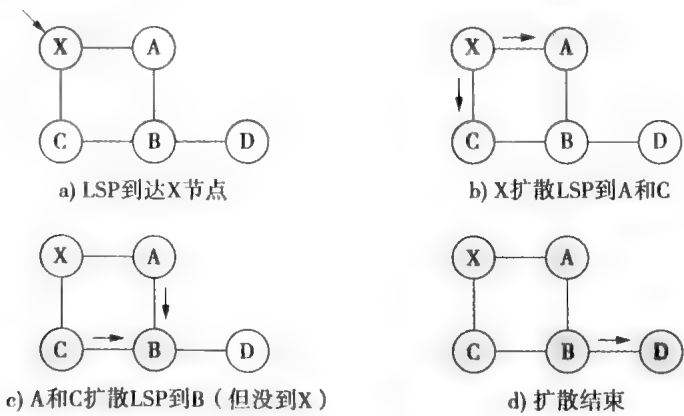 X A
C B D
a) LSP到达X节点
X A
C B D
b) X扩散LSP到A和C
X A
C B D
c) A和C扩散LSP到B（但没到X）
X A
C B D
d) 扩散结束